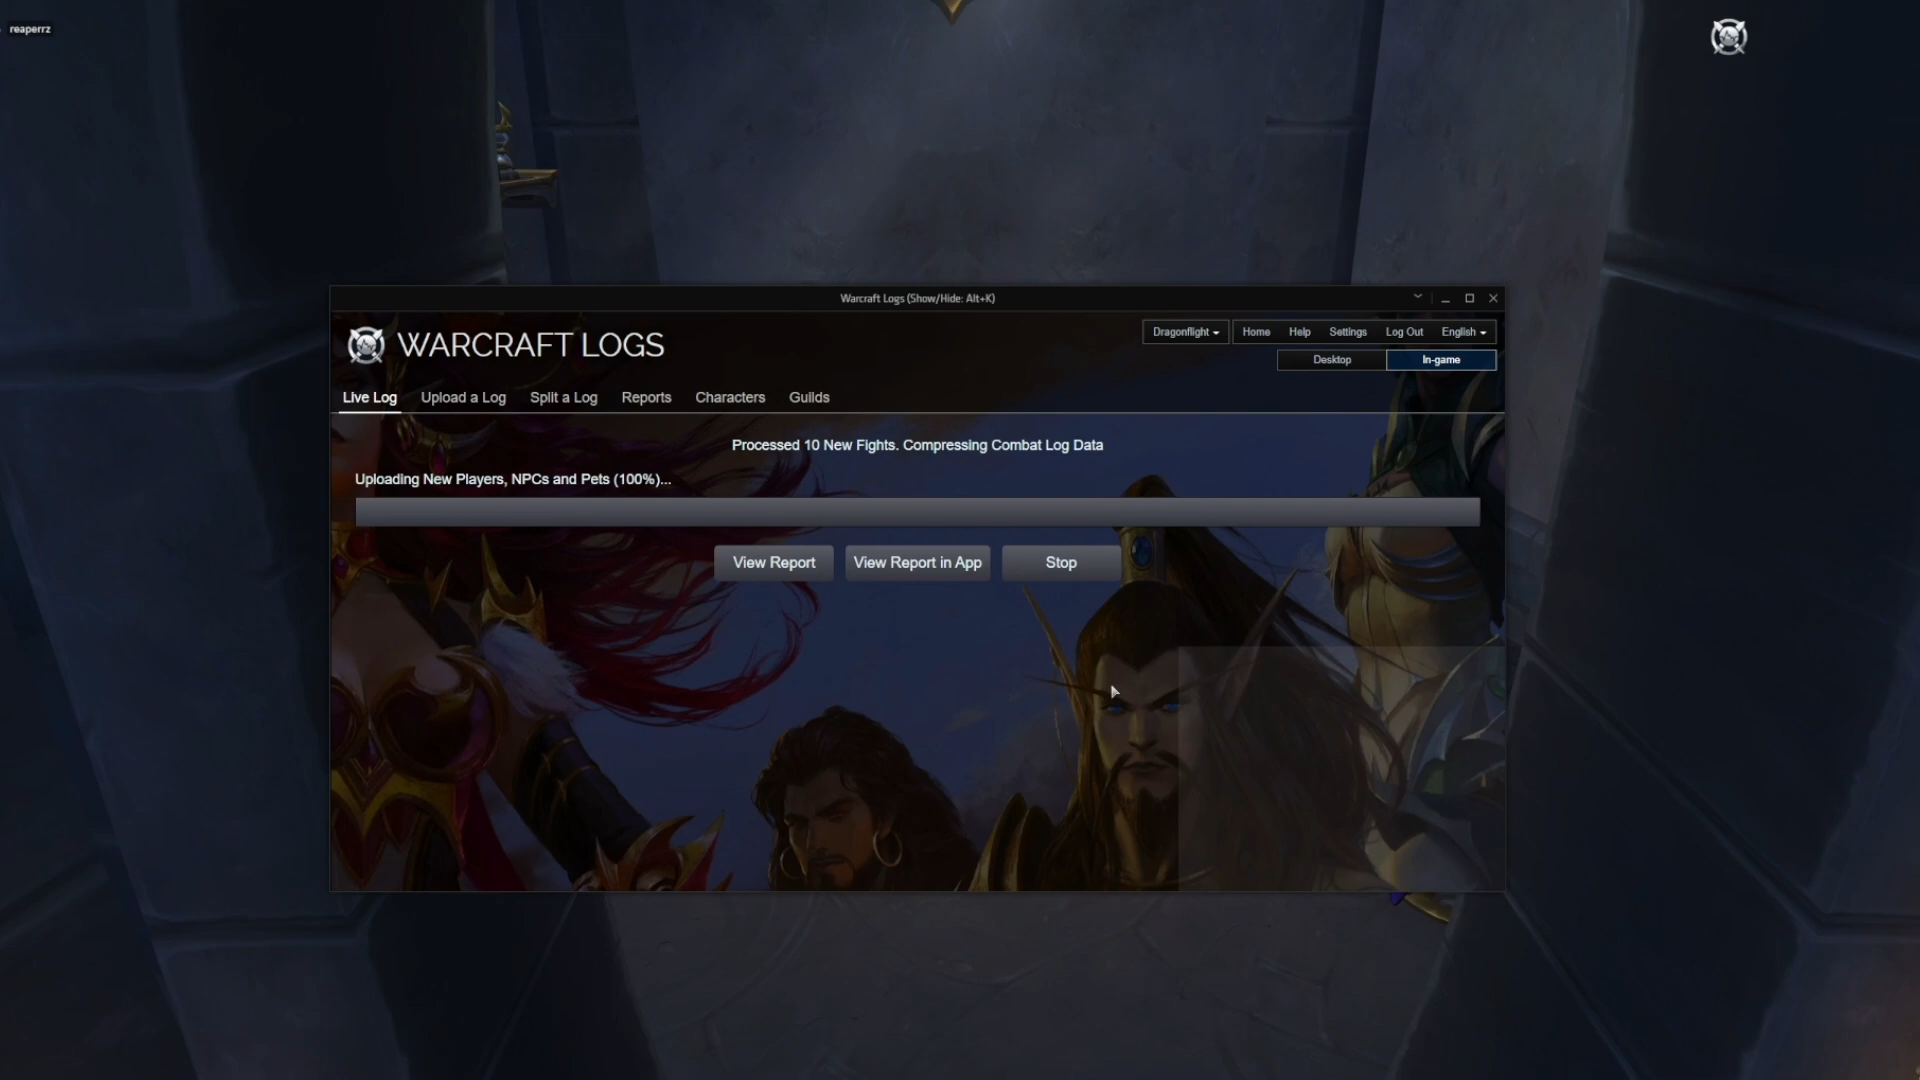 reaperrz
Warcraft Logs (Show/Hide: Alt+K)
WARCRAFT LOGS
Dragonflight Home Help Settings Log Out English
Desktop In-game
Live Log Upload a Log Split a Log Reports Characters Guilds
Processed 10 New Fights. Compressing Combat Log Data
Uploading New Players, NPCs and Pets (100%)...
View Report View Report in App Stop